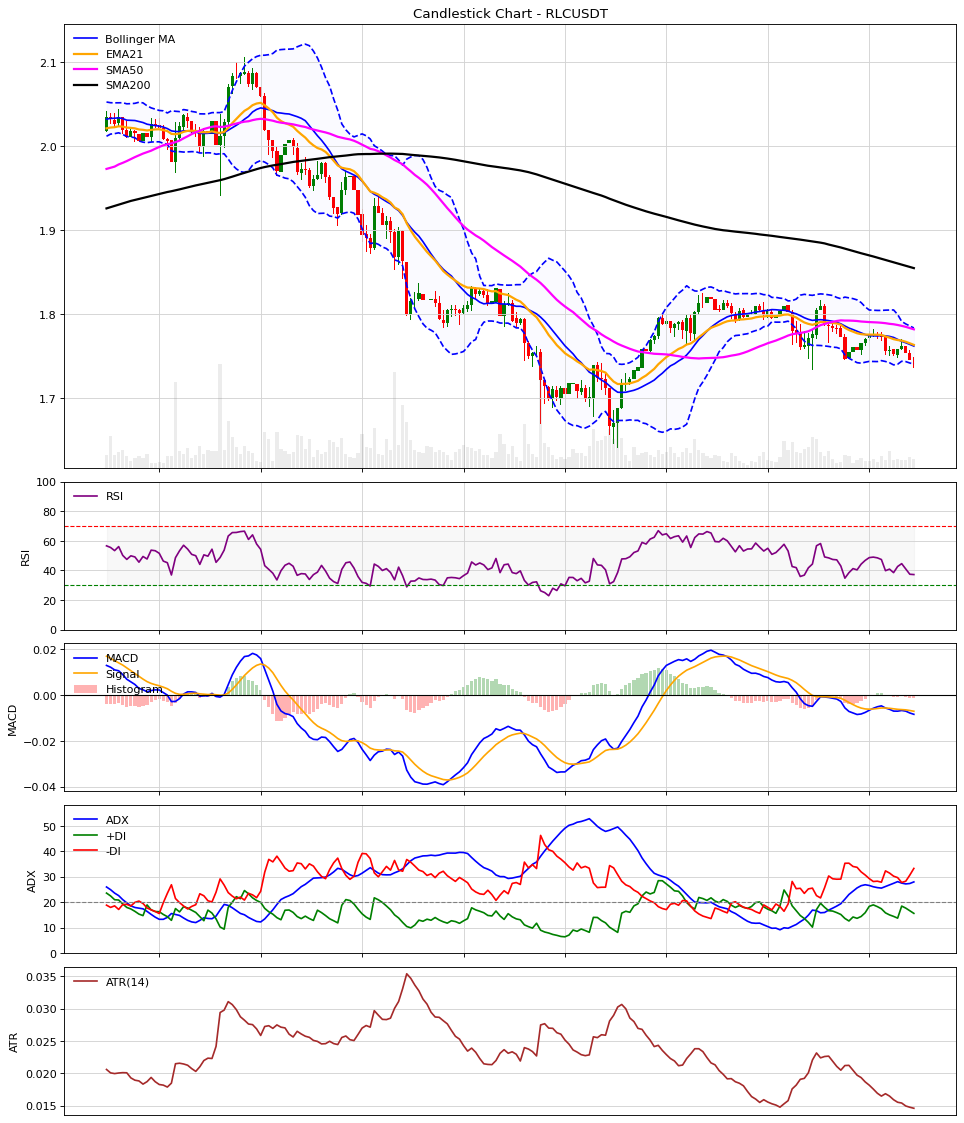 Candlestick Chart - RLCUSDT
Bollinger MA
EMA21
SMA50
SMA200
2.1
2.0
1.9
1.8
1.7
RSI
RSI
100
80
60
40
20
0
MACD
Signal
Histogram
MACD
0.02
0.00
−0.02
−0.04
ADX
+DI
-DI
ADX
50
40
30
20
10
0
ATR(14)
ATR
0.035
0.030
0.025
0.020
0.015